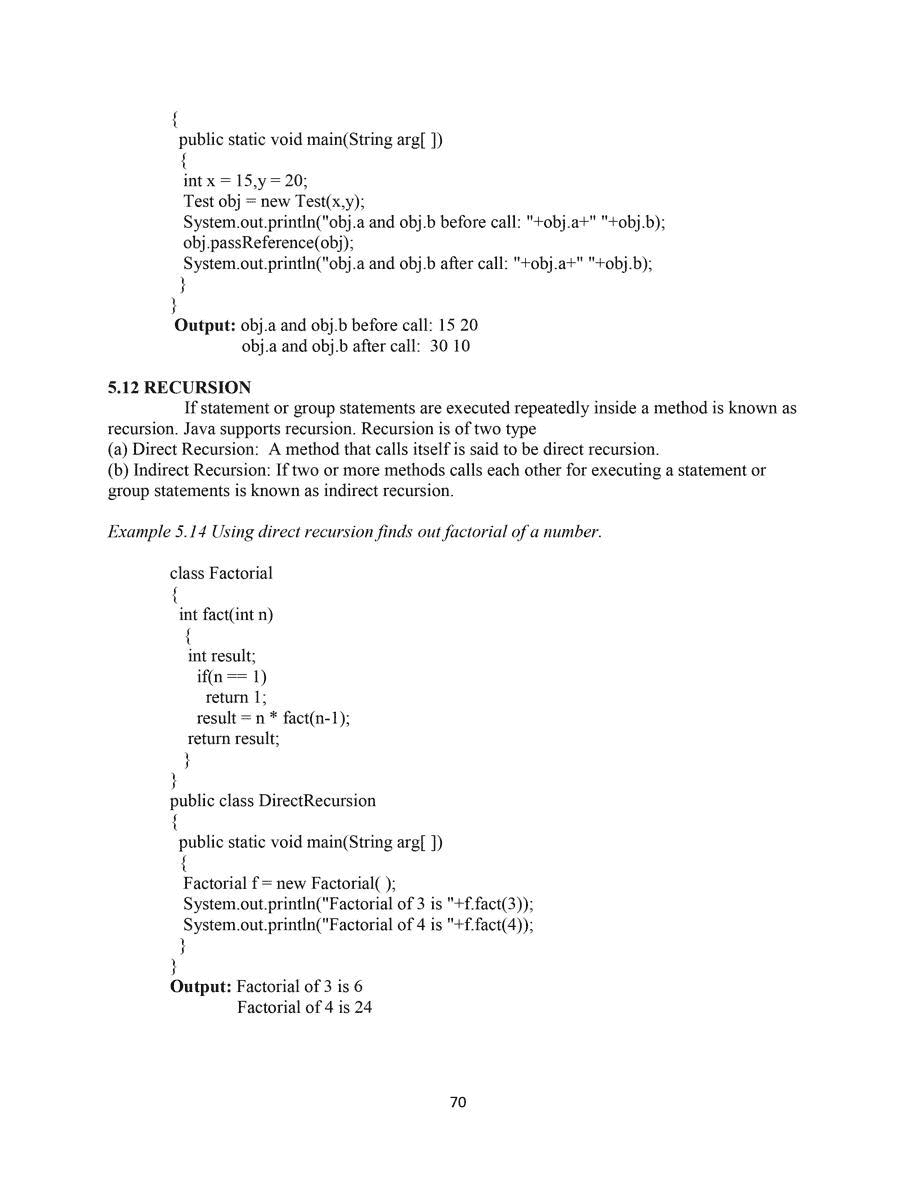 {
public static void main(String arg[ ])
{
int x = 15,y = 20;
Test obj = new Test(x,y);
System.out.println("obj.a and obj.b before call: "+obj.a+" "+obj.b);
obj.passReference(obj);
System.out.println("obj.a and obj.b after call: "+obj.a+" "+obj.b);
}
}
Output: obj.a and obj.b before call: 15 20
obj.a and obj.b after call:  30 10
5.12 RECURSION
If statement or group statements are executed repeatedly inside a method is known as
recursion. Java supports recursion. Recursion is of two type
(a) Direct Recursion:  A method that calls itself is said to be direct recursion.
(b) Indirect Recursion: If two or more methods calls each other for executing a statement or
group statements is known as indirect recursion.
Example 5.14 Using direct recursion finds out factorial of a number.
class Factorial
{
int fact(int n)
{
int result;
if(n == 1)
return 1;
result = n * fact(n-1);
return result;
}
}
public class DirectRecursion
{
public static void main(String arg[ ])
{
Factorial f = new Factorial( );
System.out.println("Factorial of 3 is "+f.fact(3));
System.out.println("Factorial of 4 is "+f.fact(4));
}
}
Output: Factorial of 3 is 6
Factorial of 4 is 24
70